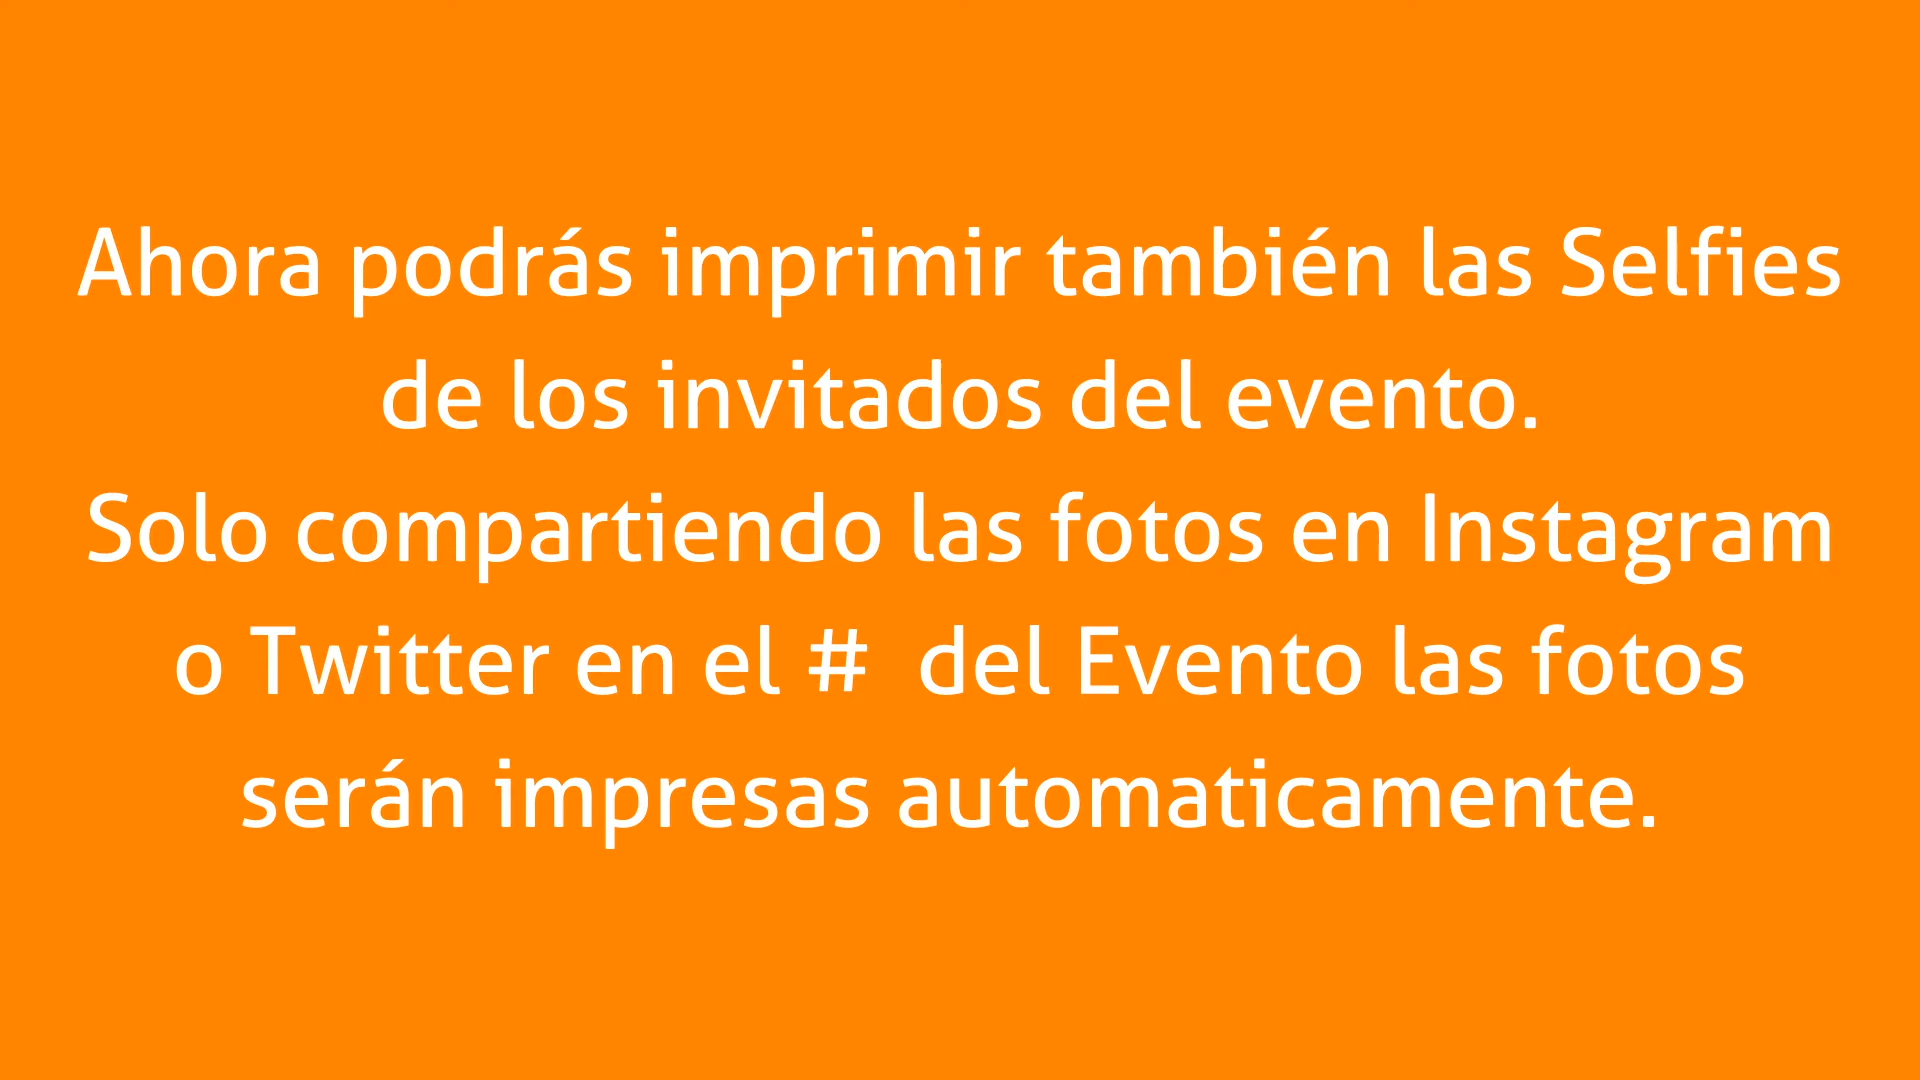 Ahora podrás imprimir también las Selfies
de los invitados del evento.
Solo compartiendo las fotos en Instagram
o Twitter en el #  del Evento las fotos
serán impresas automaticamente.